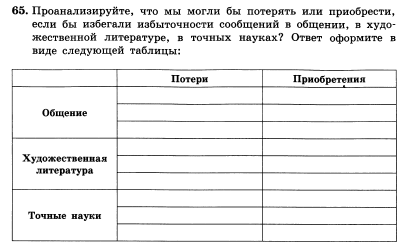 65. Проанализируйте, что мы могли бы потерять или приобрести,
если бы избегали избыточности сообщений в общении, в худо-
жественной литературе, в точных науках? Ответ оформите в
виде следующей таблицы:
Потери Приобретения
Общение
Художественная
литература
Точные науки